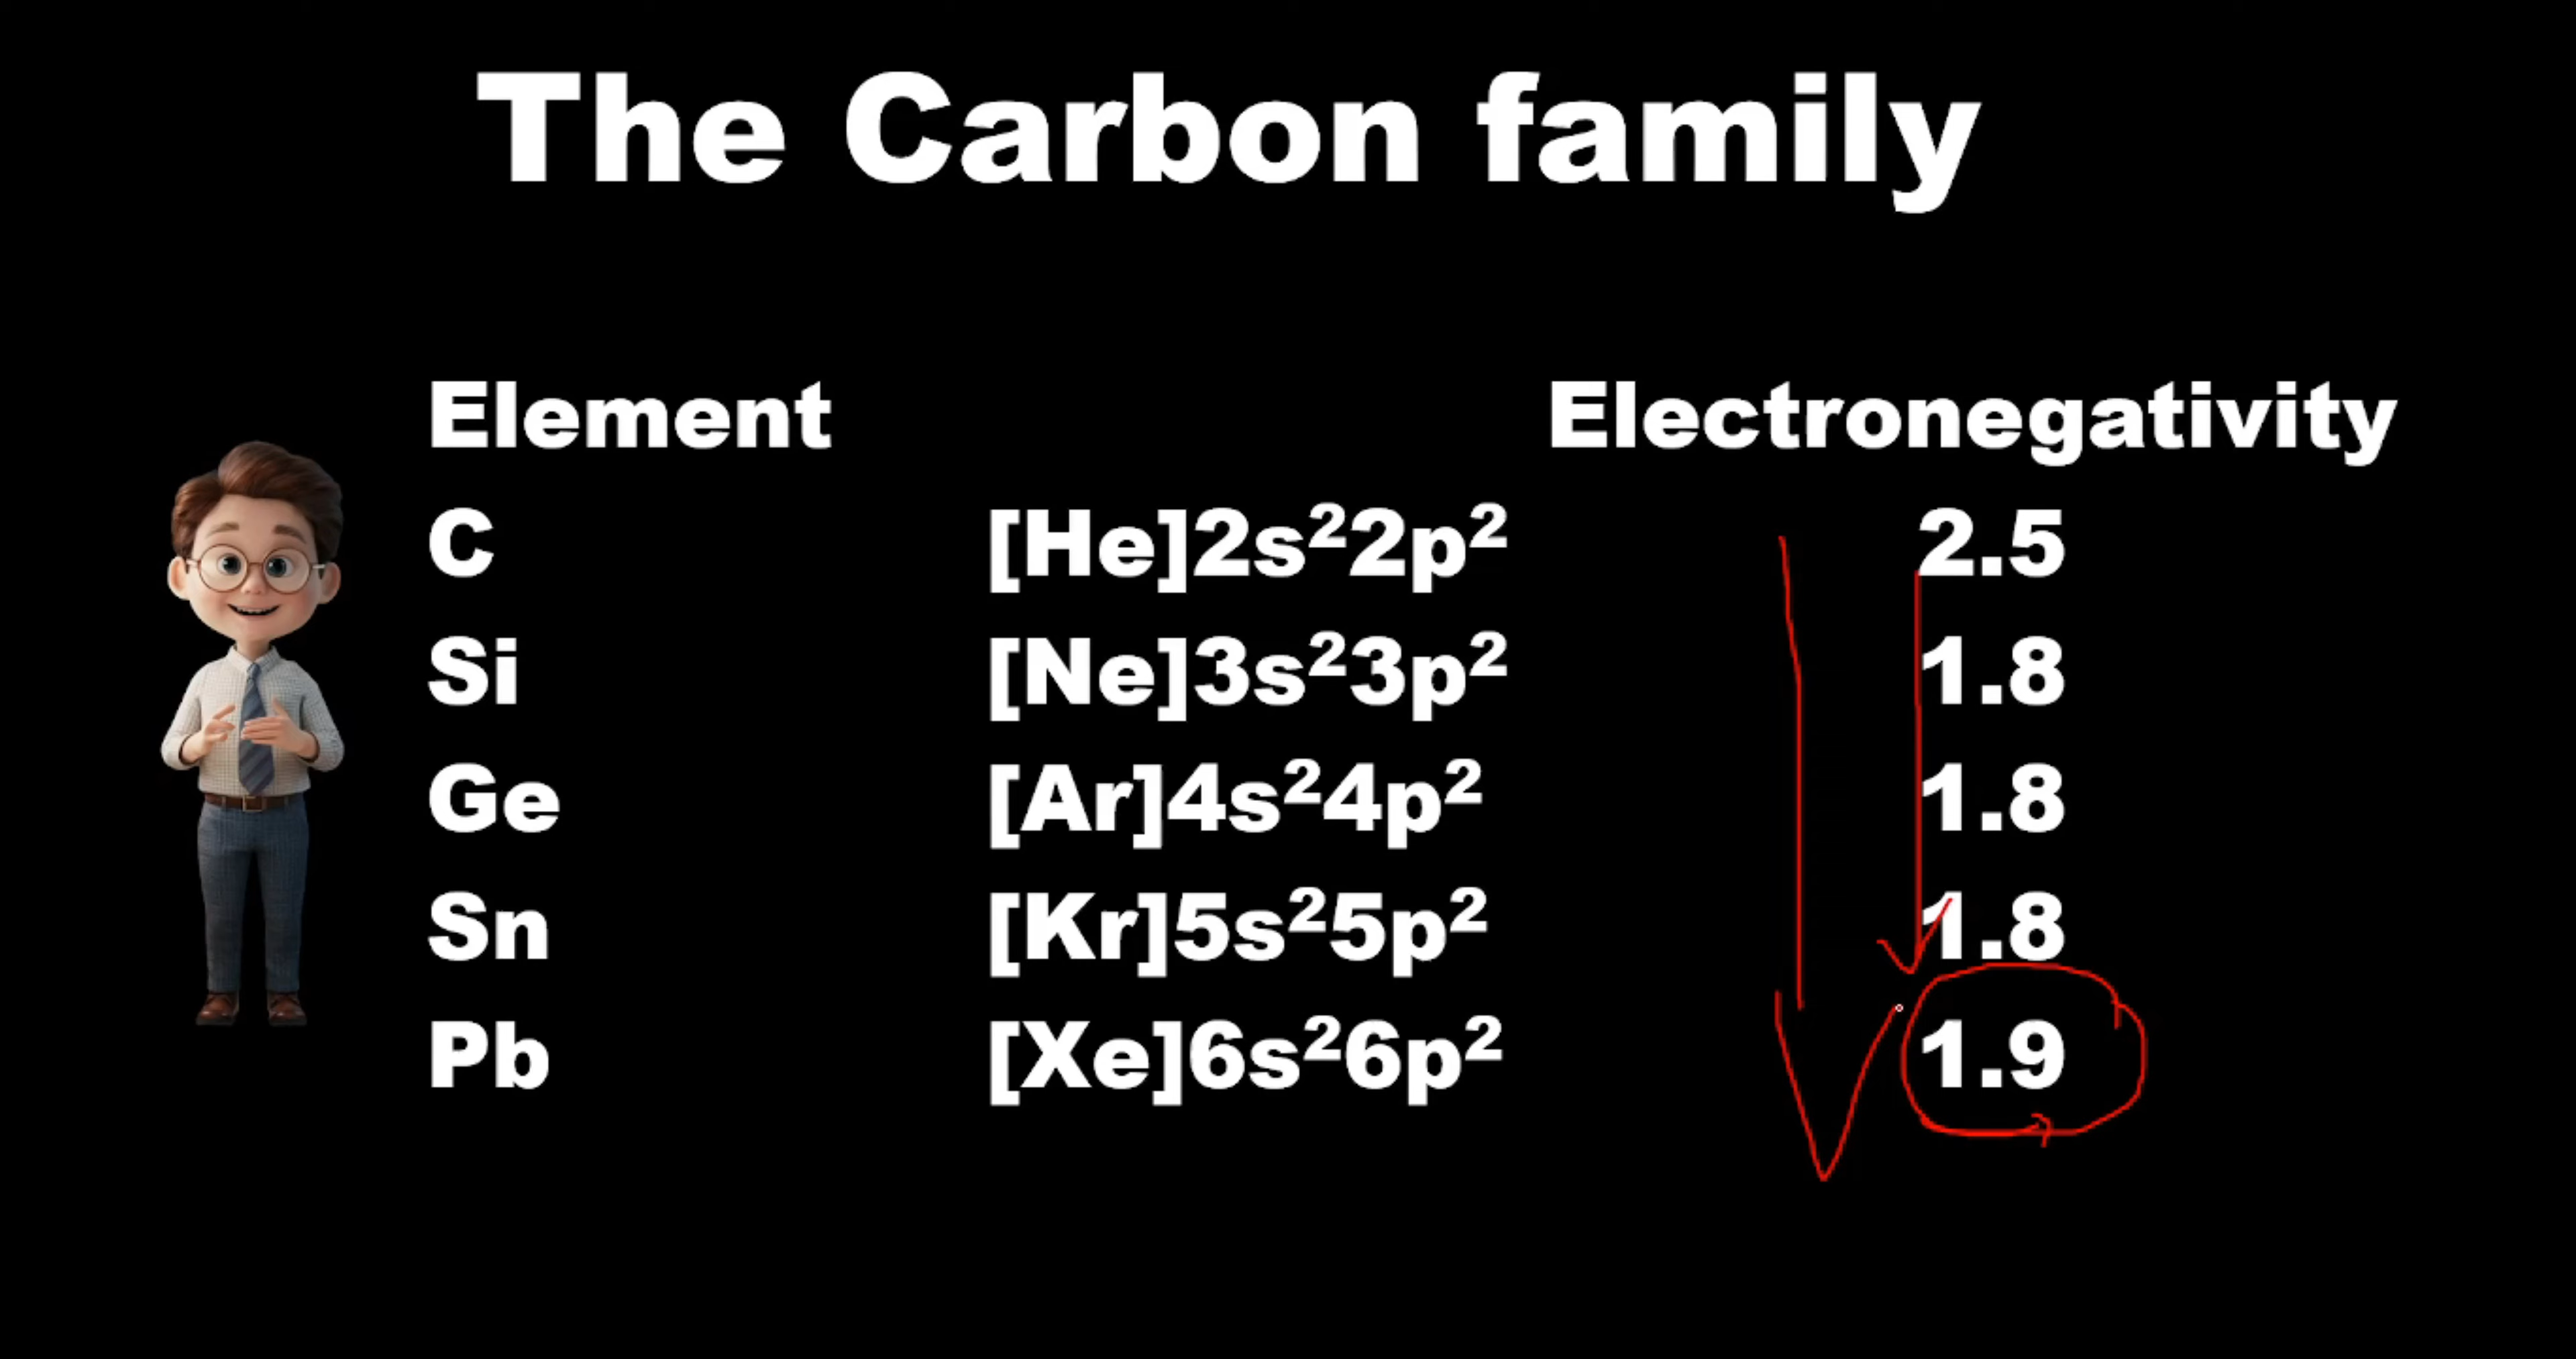 The Carbon family
Element Electronegativity
C [He]2s²2p² 2.5
Si [Ne]3s²3p² 1.8
Ge [Ar]4s²4p² 1.8
Sn [Kr]5s²5p² 1.8
Pb [Xe]6s²6p² 1.9